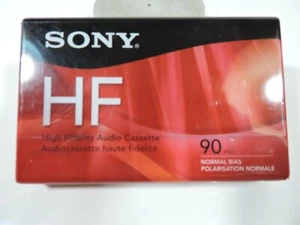 SONY
HF
High Fidelity Audio Cassette
Audiocassette haute fidélité
90
NORMAL BIAS
POLARISATION NORMALE